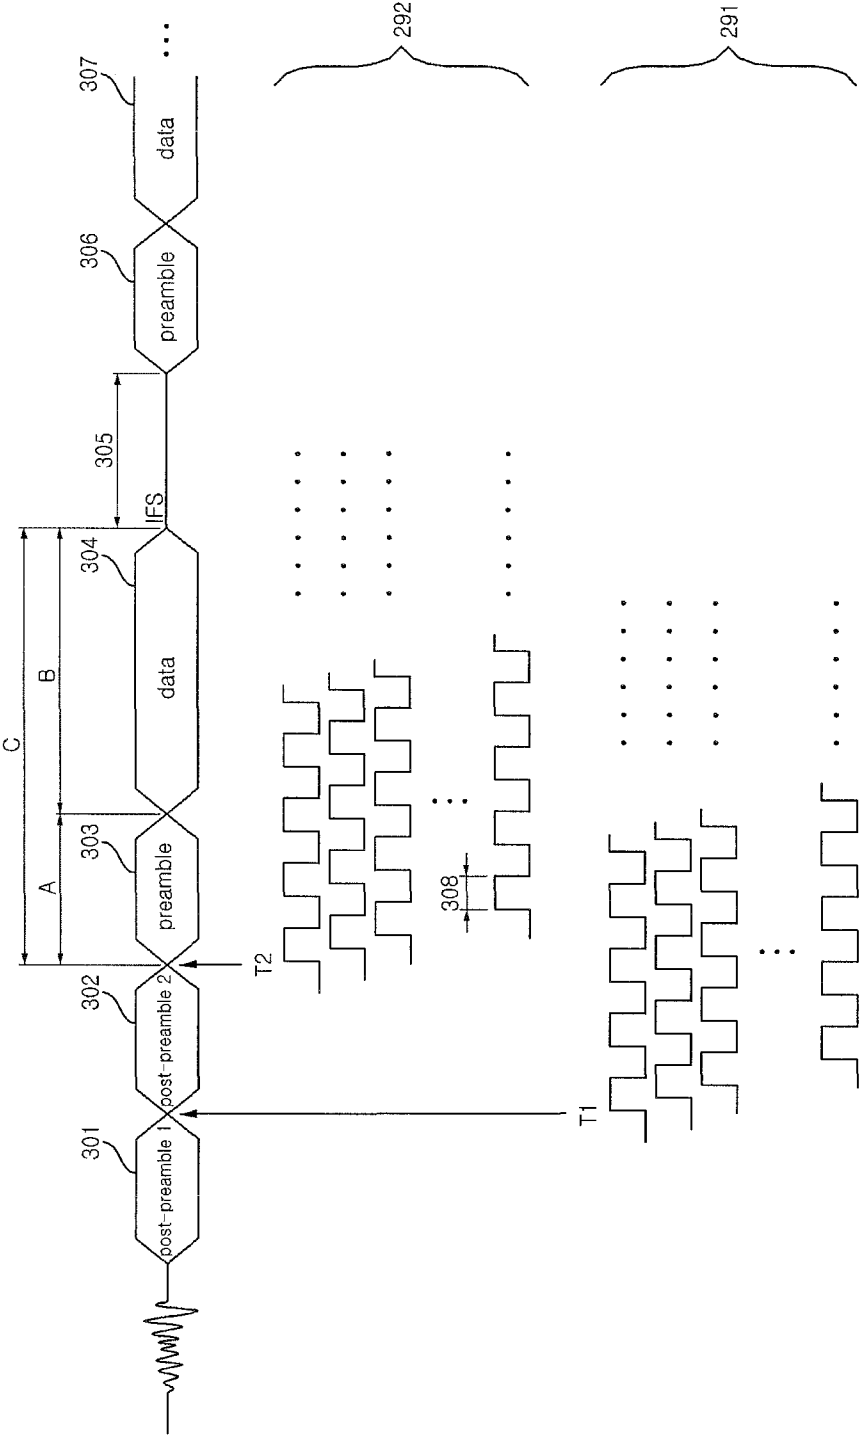 C
A
B
301
302
303
304
305
306
307
post-preamble 1
post-preamble 2
preamble
data
IFS
preamble
data
T1
T2
308
292
291